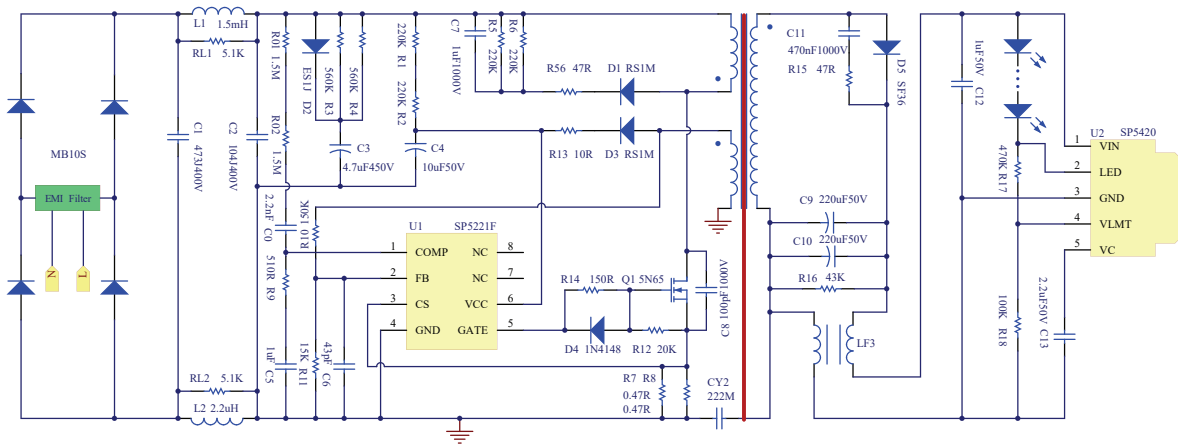 L1 1.5mH
RL1 5.1K
MB10S
EMI Filter
N
L
C1 473J400V
C2 104J400V
RL2 5.1K
L2 2.2uH
R01 1.5M
R02 1.5M
2.2nF C0
510R R9
1uF C5
ES1J D2
560K R3
560K R4
C3
4.7uF450V
220K R1
220K R2
C4
10uF50V
R10 150K
15K R11
43pF C6
C7
1uF1000V
R5
220K
R6
220K
R56 47R
D1 RS1M
R13 10R
D3 RS1M
U1 SP5221F
1 COMP NC 8
2 FB NC 7
3 CS VCC 6
4 GND GATE 5
R14 150R
Q1 5N65
D4 1N4148
R12 20K
C8 100pF1000V
R7 R8
0.47R
0.47R
CY2
222M
C11
470nF1000V
R15 47R
D5 SF36
C9 220uF50V
C10 220uF50V
R16 43K
LF3
1uF50V C12
470K R17
100K R18
2.2uF50V C13
U2 SP5420
1 VIN
2 LED
3 GND
4 VLMT
5 VC